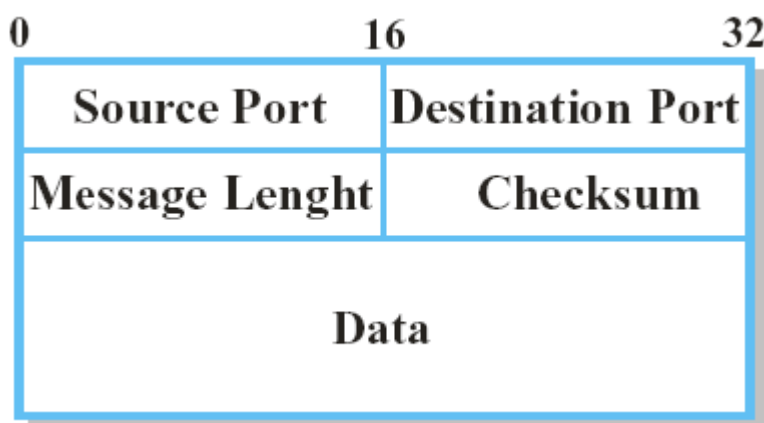 0 16 32
Source Port Destination Port
Message Lenght Checksum
Data